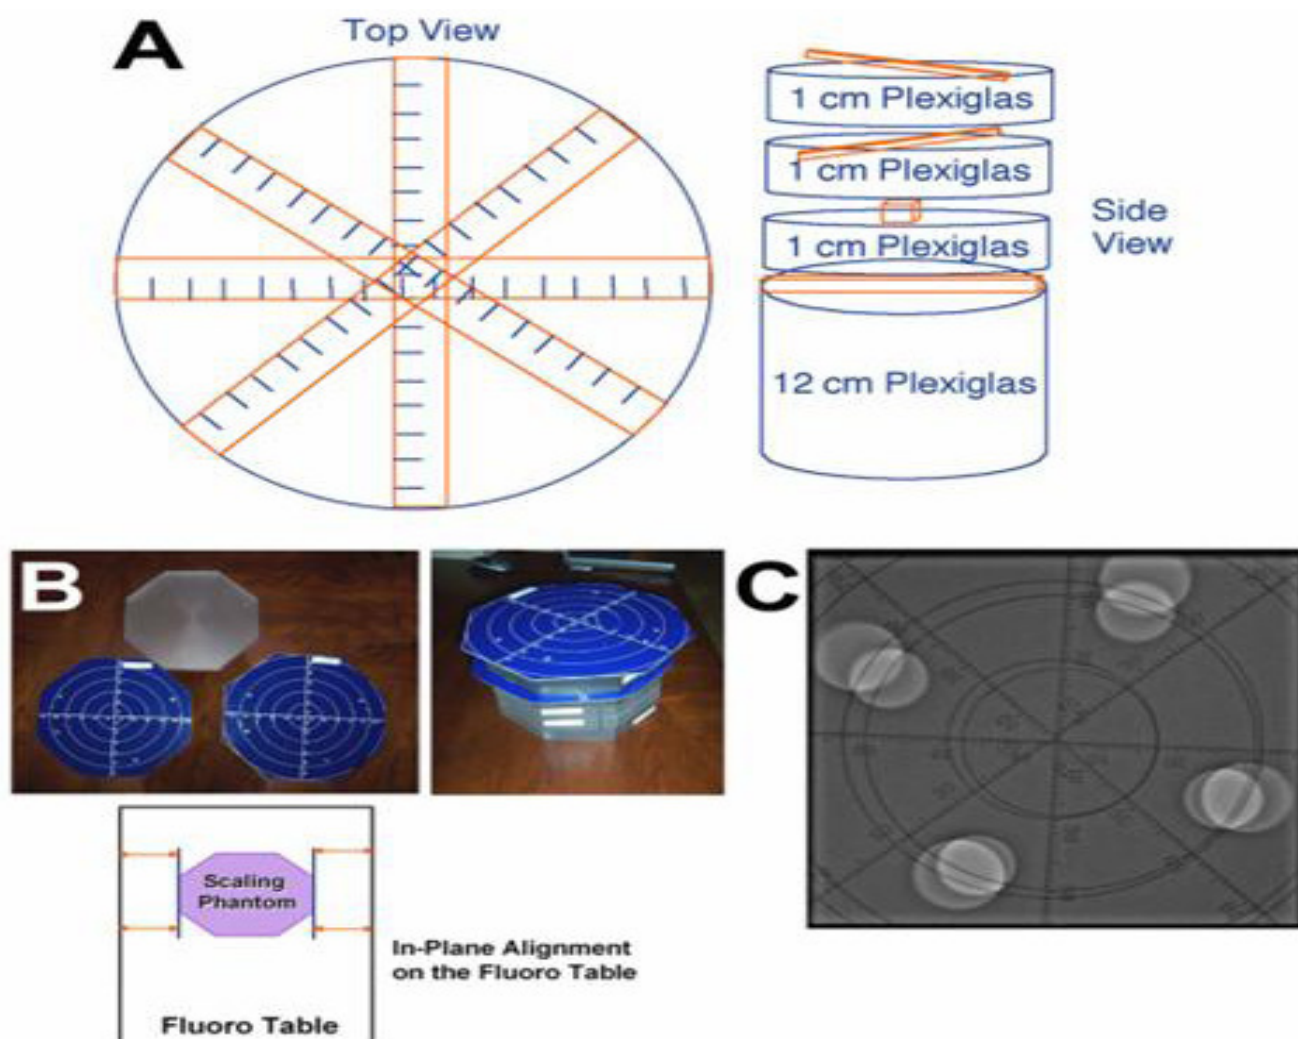 A
Top View
1 cm Plexiglas
1 cm Plexiglas
1 cm Plexiglas
Side
View
12 cm Plexiglas
B
C
Scaling
Phantom
In-Plane Alignment
on the Fluoro Table
Fluoro Table